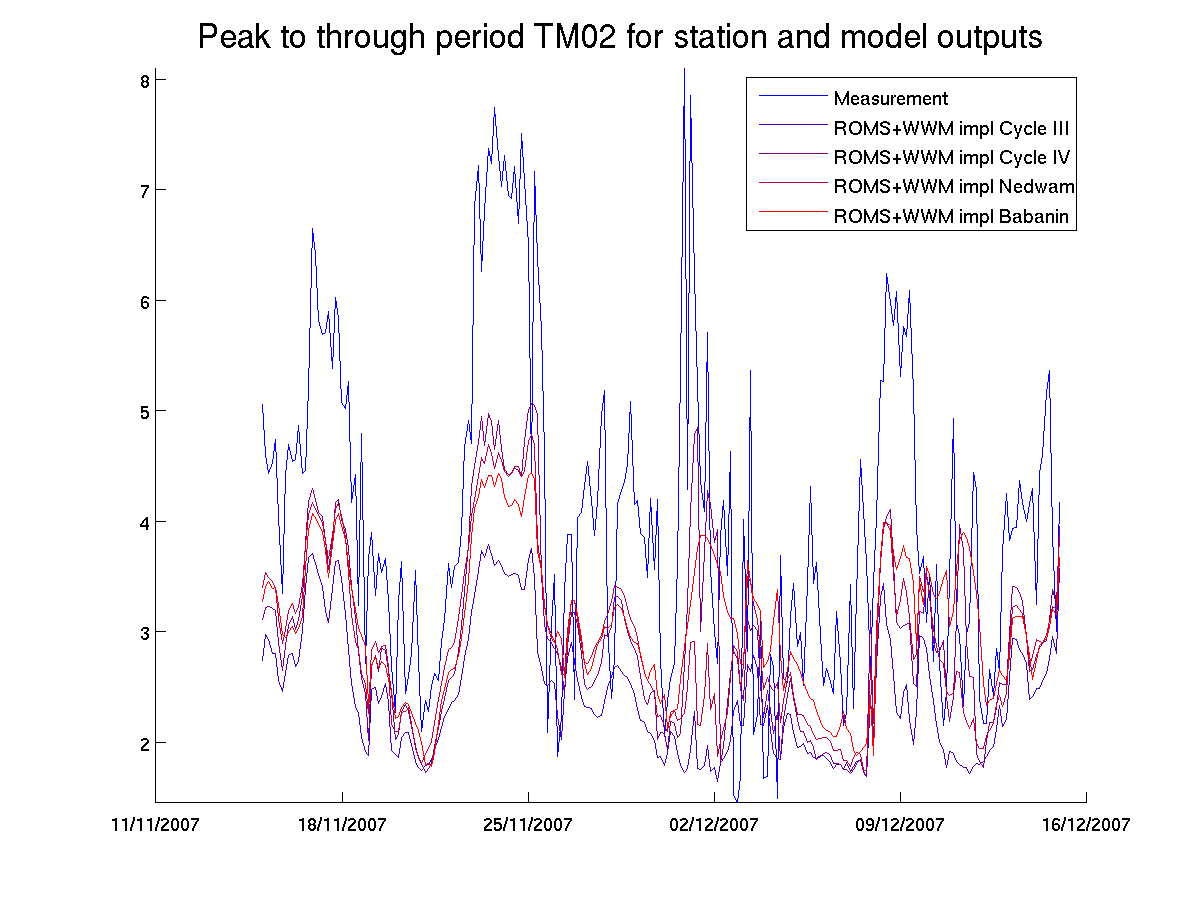 Peak to through period TM02 for station and model outputs
8
7
6
5
4
3
2
Measurement
ROMS+WWM impl Cycle III
ROMS+WWM impl Cycle IV
ROMS+WWM impl Nedwam
ROMS+WWM impl Babanin
11/11/2007 18/11/2007 25/11/2007 02/12/2007 09/12/2007 16/12/2007